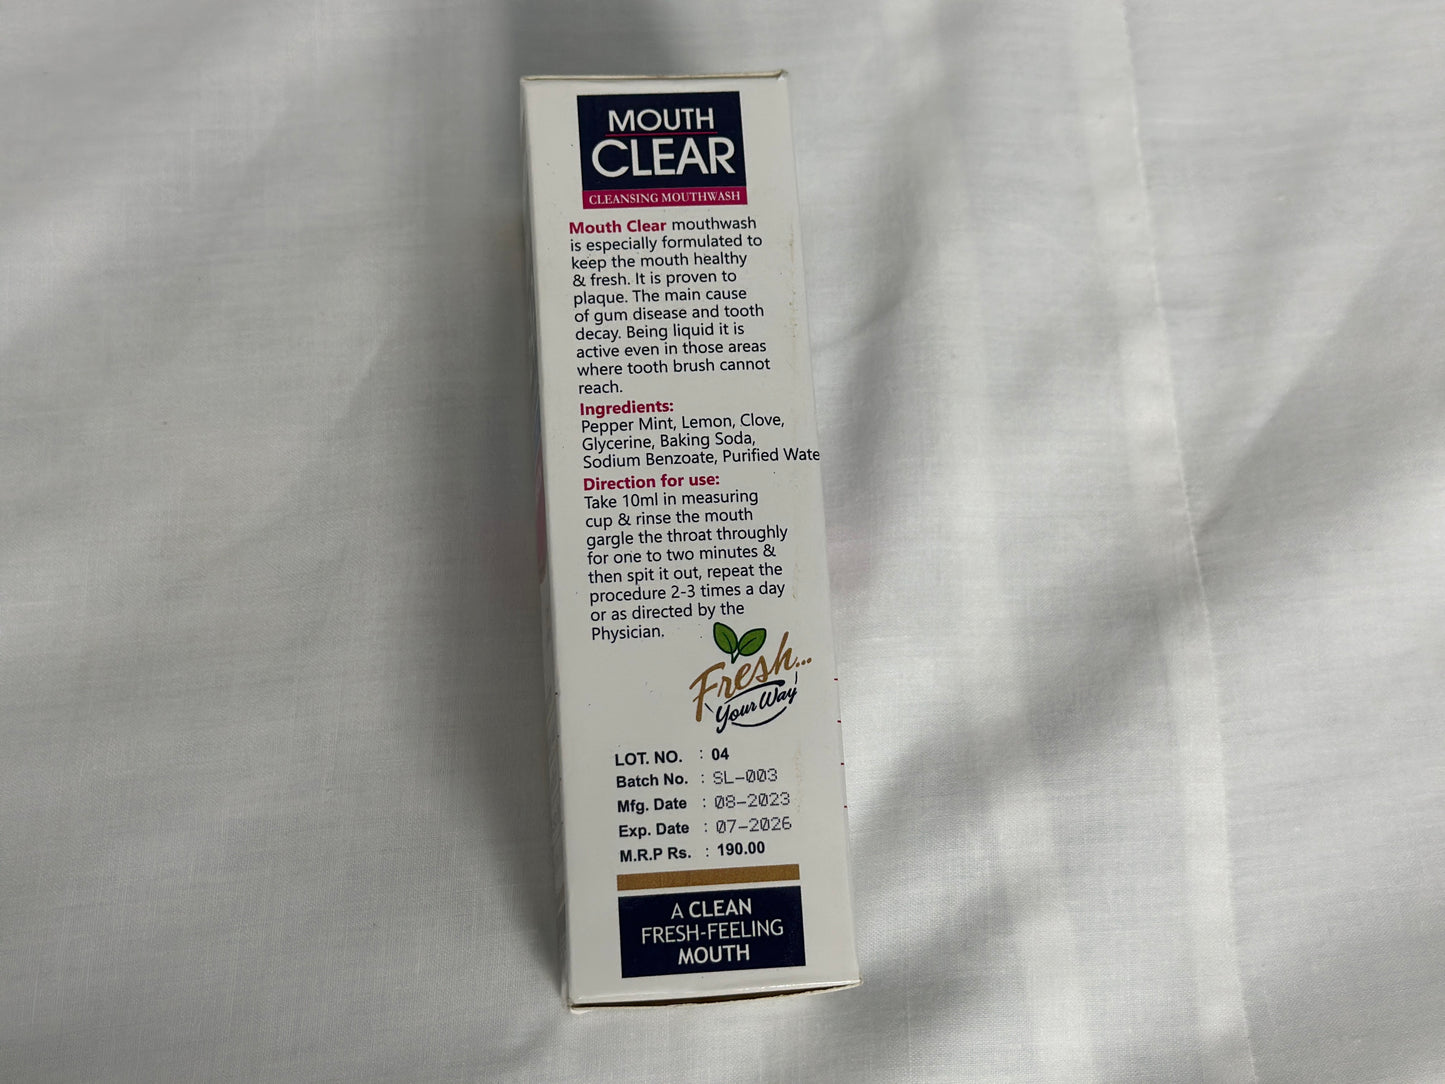 MOUTH
CLEAR
CLEANSING MOUTHWASH
Mouth Clear mouthwash
is especially formulated to
keep the mouth healthy
& fresh. It is proven to
plaque. The main cause
of gum disease and tooth
decay. Being liquid it is
active even in those areas
where tooth brush cannot
reach.
Ingredients:
Pepper Mint, Lemon, Clove,
Glycerine, Baking Soda,
Sodium Benzoate, Purified Wate
Direction for use:
Take 10ml in measuring
cup & rinse the mouth
gargle the throat throughly
for one to two minutes &
then spit it out, repeat the
procedure 2-3 times a day
or as directed by the
Physician.
Fresh...
Your Way
LOT. NO. : 04
Batch No. : SL-003
Mfg. Date : 08-2023
Exp. Date : 07-2026
M.R.P Rs. : 190.00
A CLEAN
FRESH-FEELING
MOUTH